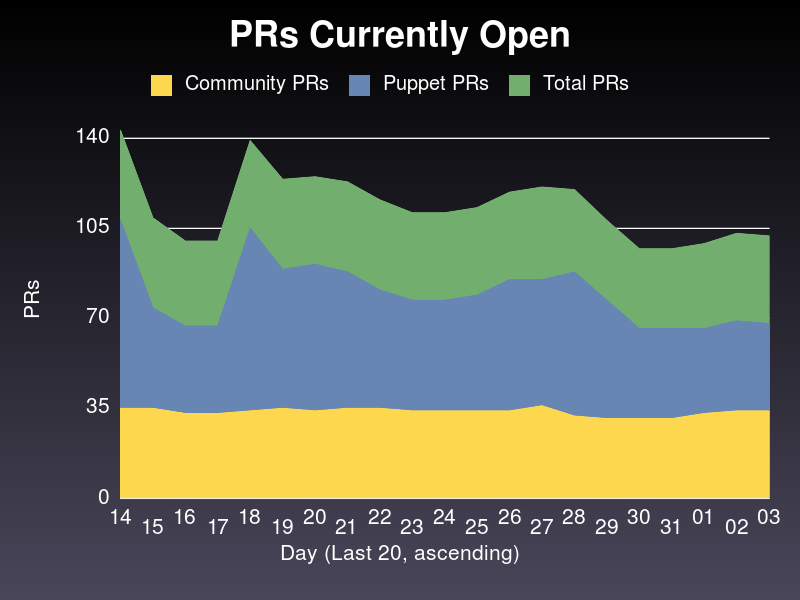 PRs Currently Open
Community PRs Puppet PRs Total PRs
140
105
70
35
0
PRs
14 15 16 17 18 19 20 21 22 23 24 25 26 27 28 29 30 31 01 02 03
Day (Last 20, ascending)